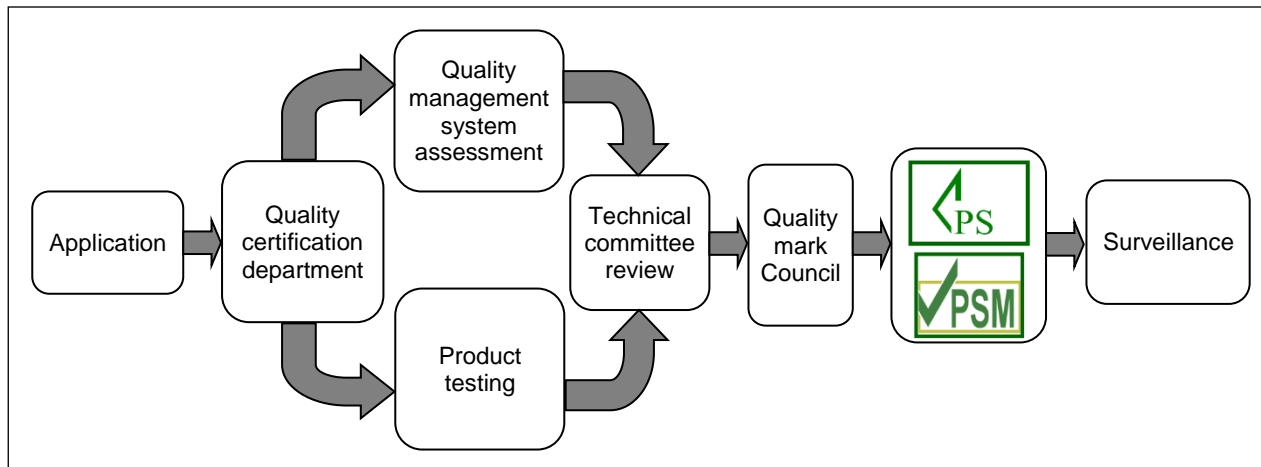 Application
Quality
certification
department
Quality
management
system
assessment
Product
testing
Technical
committee
review
Quality
mark
Council
PS
PSM
Surveillance